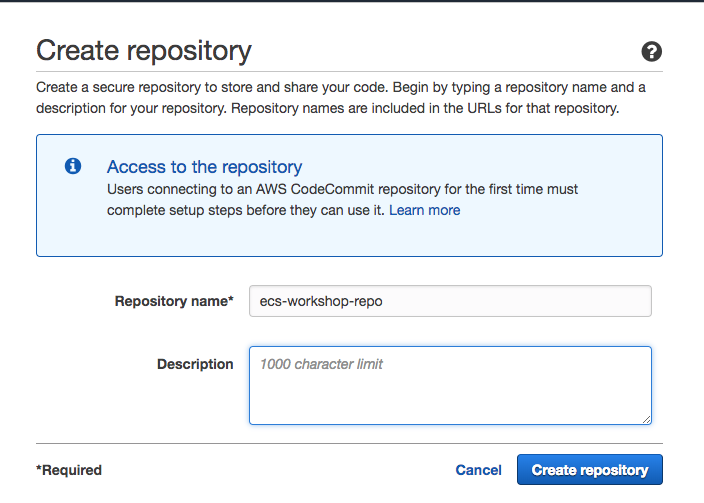 Create repository
?
Create a secure repository to store and share your code. Begin by typing a repository name and a
description for your repository. Repository names are included in the URLs for that repository.
i
Access to the repository
Users connecting to an AWS CodeCommit repository for the first time must
complete setup steps before they can use it. Learn more
Repository name*
ecs-workshop-repo
Description
1000 character limit
*Required
Cancel
Create repository